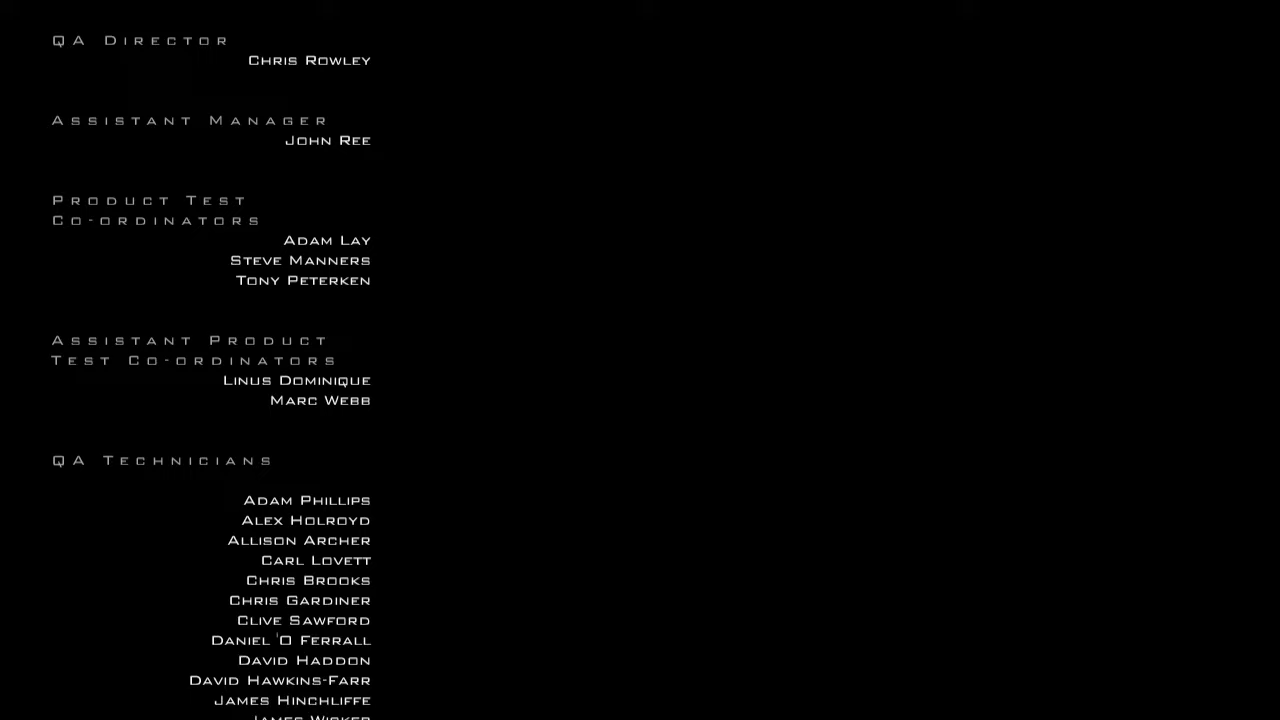 QA Director
Chris Rowley
Assistant Manager
John Ree
Product Test
Co-ordinators
Adam Lay
Steve Manners
Tony Peterken
Assistant Product
Test Co-ordinators
Linus Dominique
Marc Webb
QA Technicians
Adam Phillips
Alex Holroyd
Allison Archer
Carl Lovett
Chris Brooks
Chris Gardiner
Clive Sawford
Daniel 'O Ferrall
David Haddon
David Hawkins-Farr
James Hinchliffe